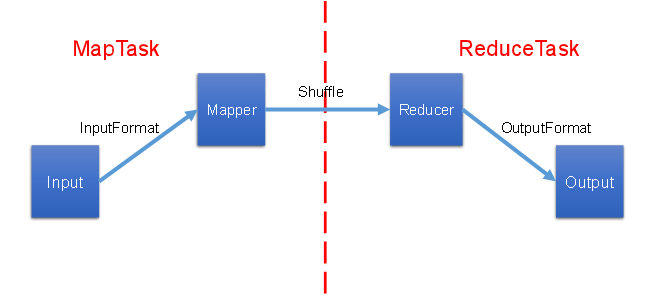 MapTask
ReduceTask
Shuffle
Mapper
Reducer
InputFormat
OutputFormat
Input
Output